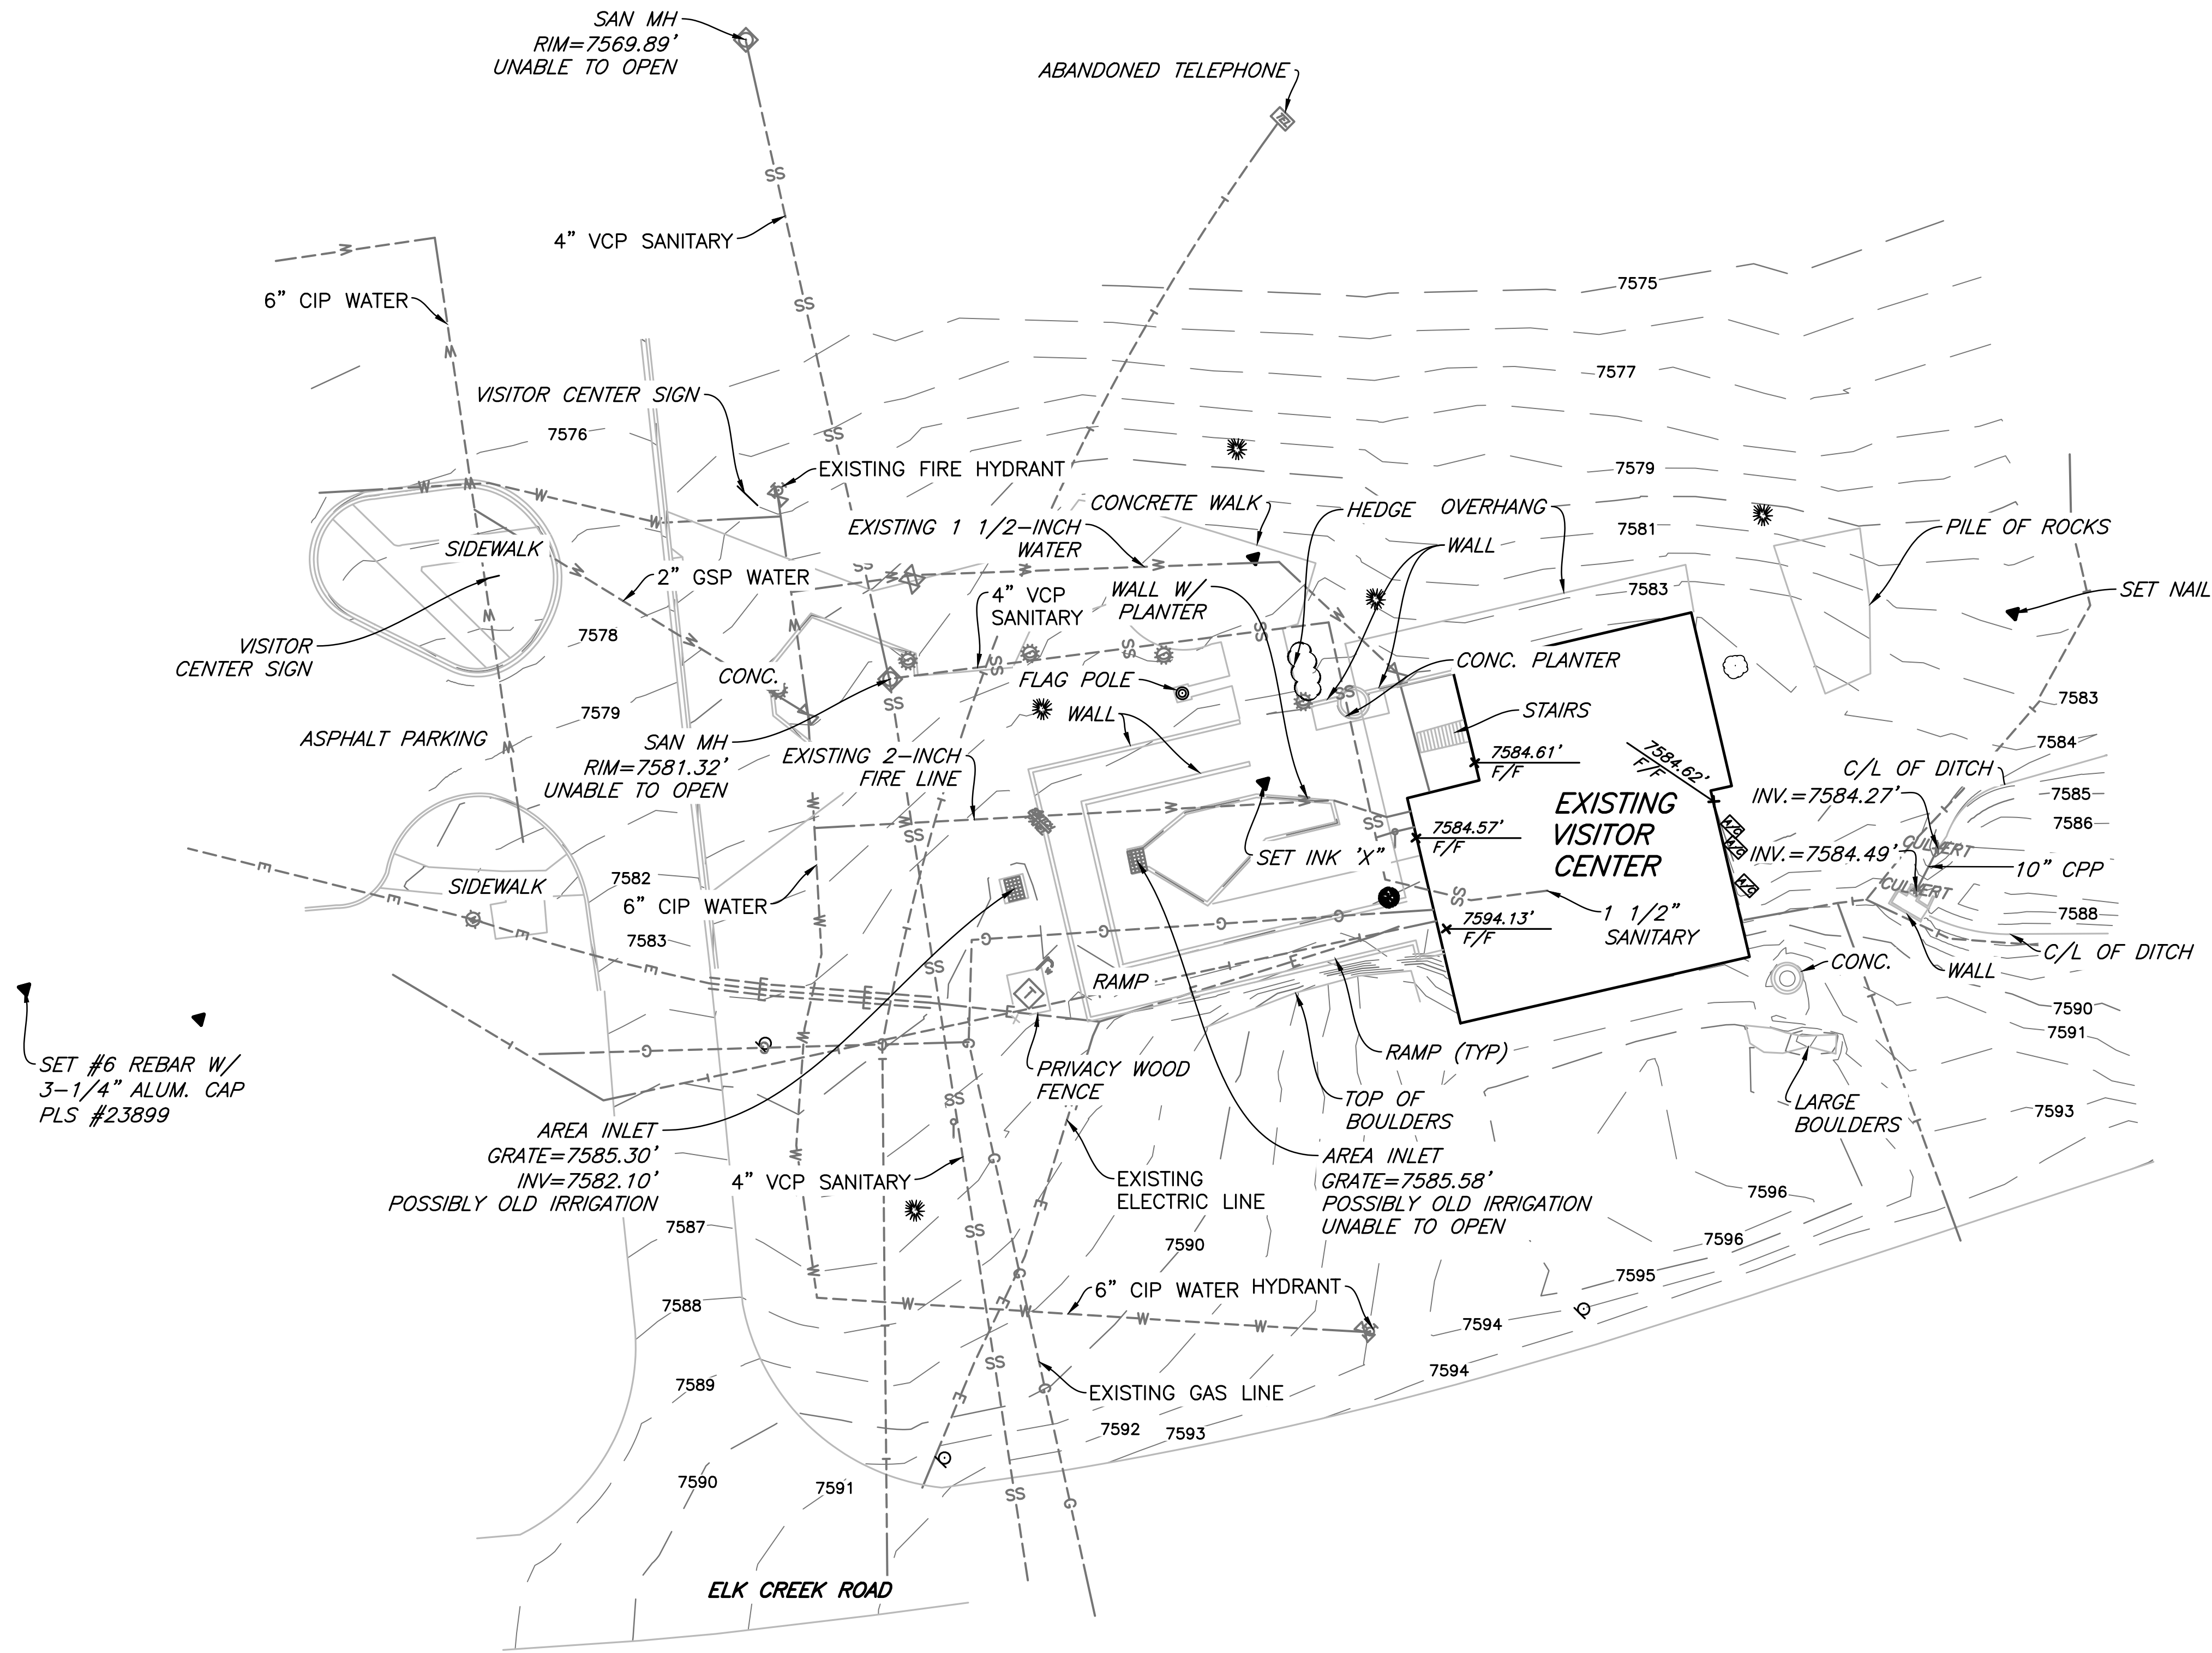 SAN MH
RIM=7569.89'
UNABLE TO OPEN
ABANDONED TELEPHONE
TEL
4" VCP SANITARY
6" CIP WATER
7575
7577
VISITOR CENTER SIGN
7576
EXISTING FIRE HYDRANT
7579
CONCRETE WALK
HEDGE
OVERHANG
EXISTING 1 1/2-INCH
WATER
WALL
7581
PILE OF ROCKS
SIDEWALK
2" GSP WATER
4" VCP
SANITARY
WALL W/
PLANTER
7583
SET NAIL
VISITOR
CENTER SIGN
7578
CONC.
FLAG POLE
CONC. PLANTER
7583
7579
WALL
STAIRS
ASPHALT PARKING
SAN MH
RIM=7581.32'
UNABLE TO OPEN
EXISTING 2-INCH
FIRE LINE
7584.61'
F/F
7584.62'
F/F
7584
C/L OF DITCH
INV.=7584.27'
7585
7586
EXISTING
VISITOR
CENTER
7584.57'
F/F
SET INK 'X"
A/C
A/C
A/C
INV.=7584.49'
CULVERT
CULVERT
10" CPP
SIDEWALK
7582
6" CIP WATER
1 1/2"
SANITARY
7594.13'
F/F
7588
7583
C/L OF DITCH
WALL
CONC.
RAMP
T
7590
7591
SET #6 REBAR W/
3-1/4" ALUM. CAP
PLS #23899
PRIVACY WOOD
FENCE
RAMP (TYP)
TOP OF
BOULDERS
LARGE
BOULDERS
7593
AREA INLET
GRATE=7585.30'
INV=7582.10'
POSSIBLY OLD IRRIGATION
4" VCP SANITARY
EXISTING
ELECTRIC LINE
AREA INLET
GRATE=7585.58'
POSSIBLY OLD IRRIGATION
UNABLE TO OPEN
7596
7587
7590
7596
7595
6" CIP WATER
HYDRANT
7588
7594
7594
7589
EXISTING GAS LINE
7592
7593
7590
7591
ELK CREEK ROAD